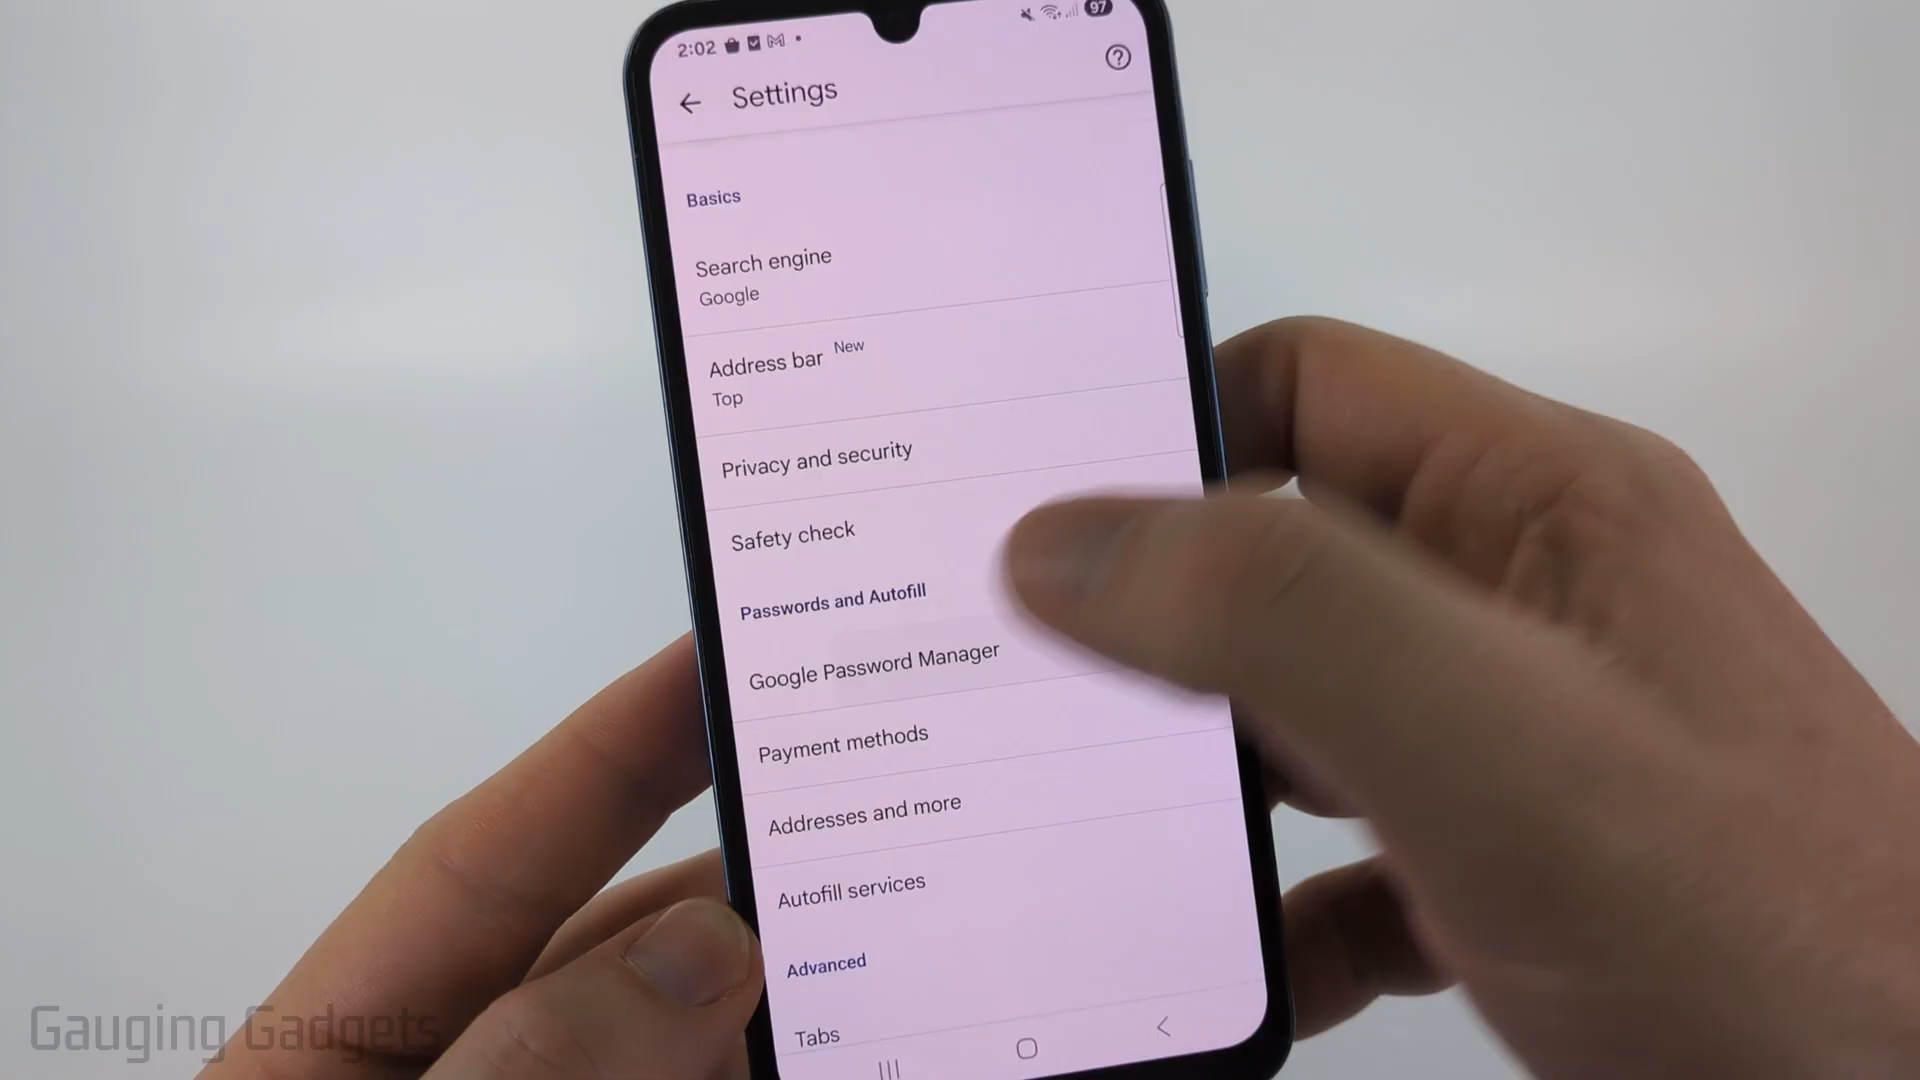 2:02
97
Settings
Basics
Search engine
Google
Address bar New
Top
Privacy and security
Safety check
Passwords and Autofill
Google Password Manager
Payment methods
Addresses and more
Autofill services
Advanced
Tabs
Gauging Gadgets